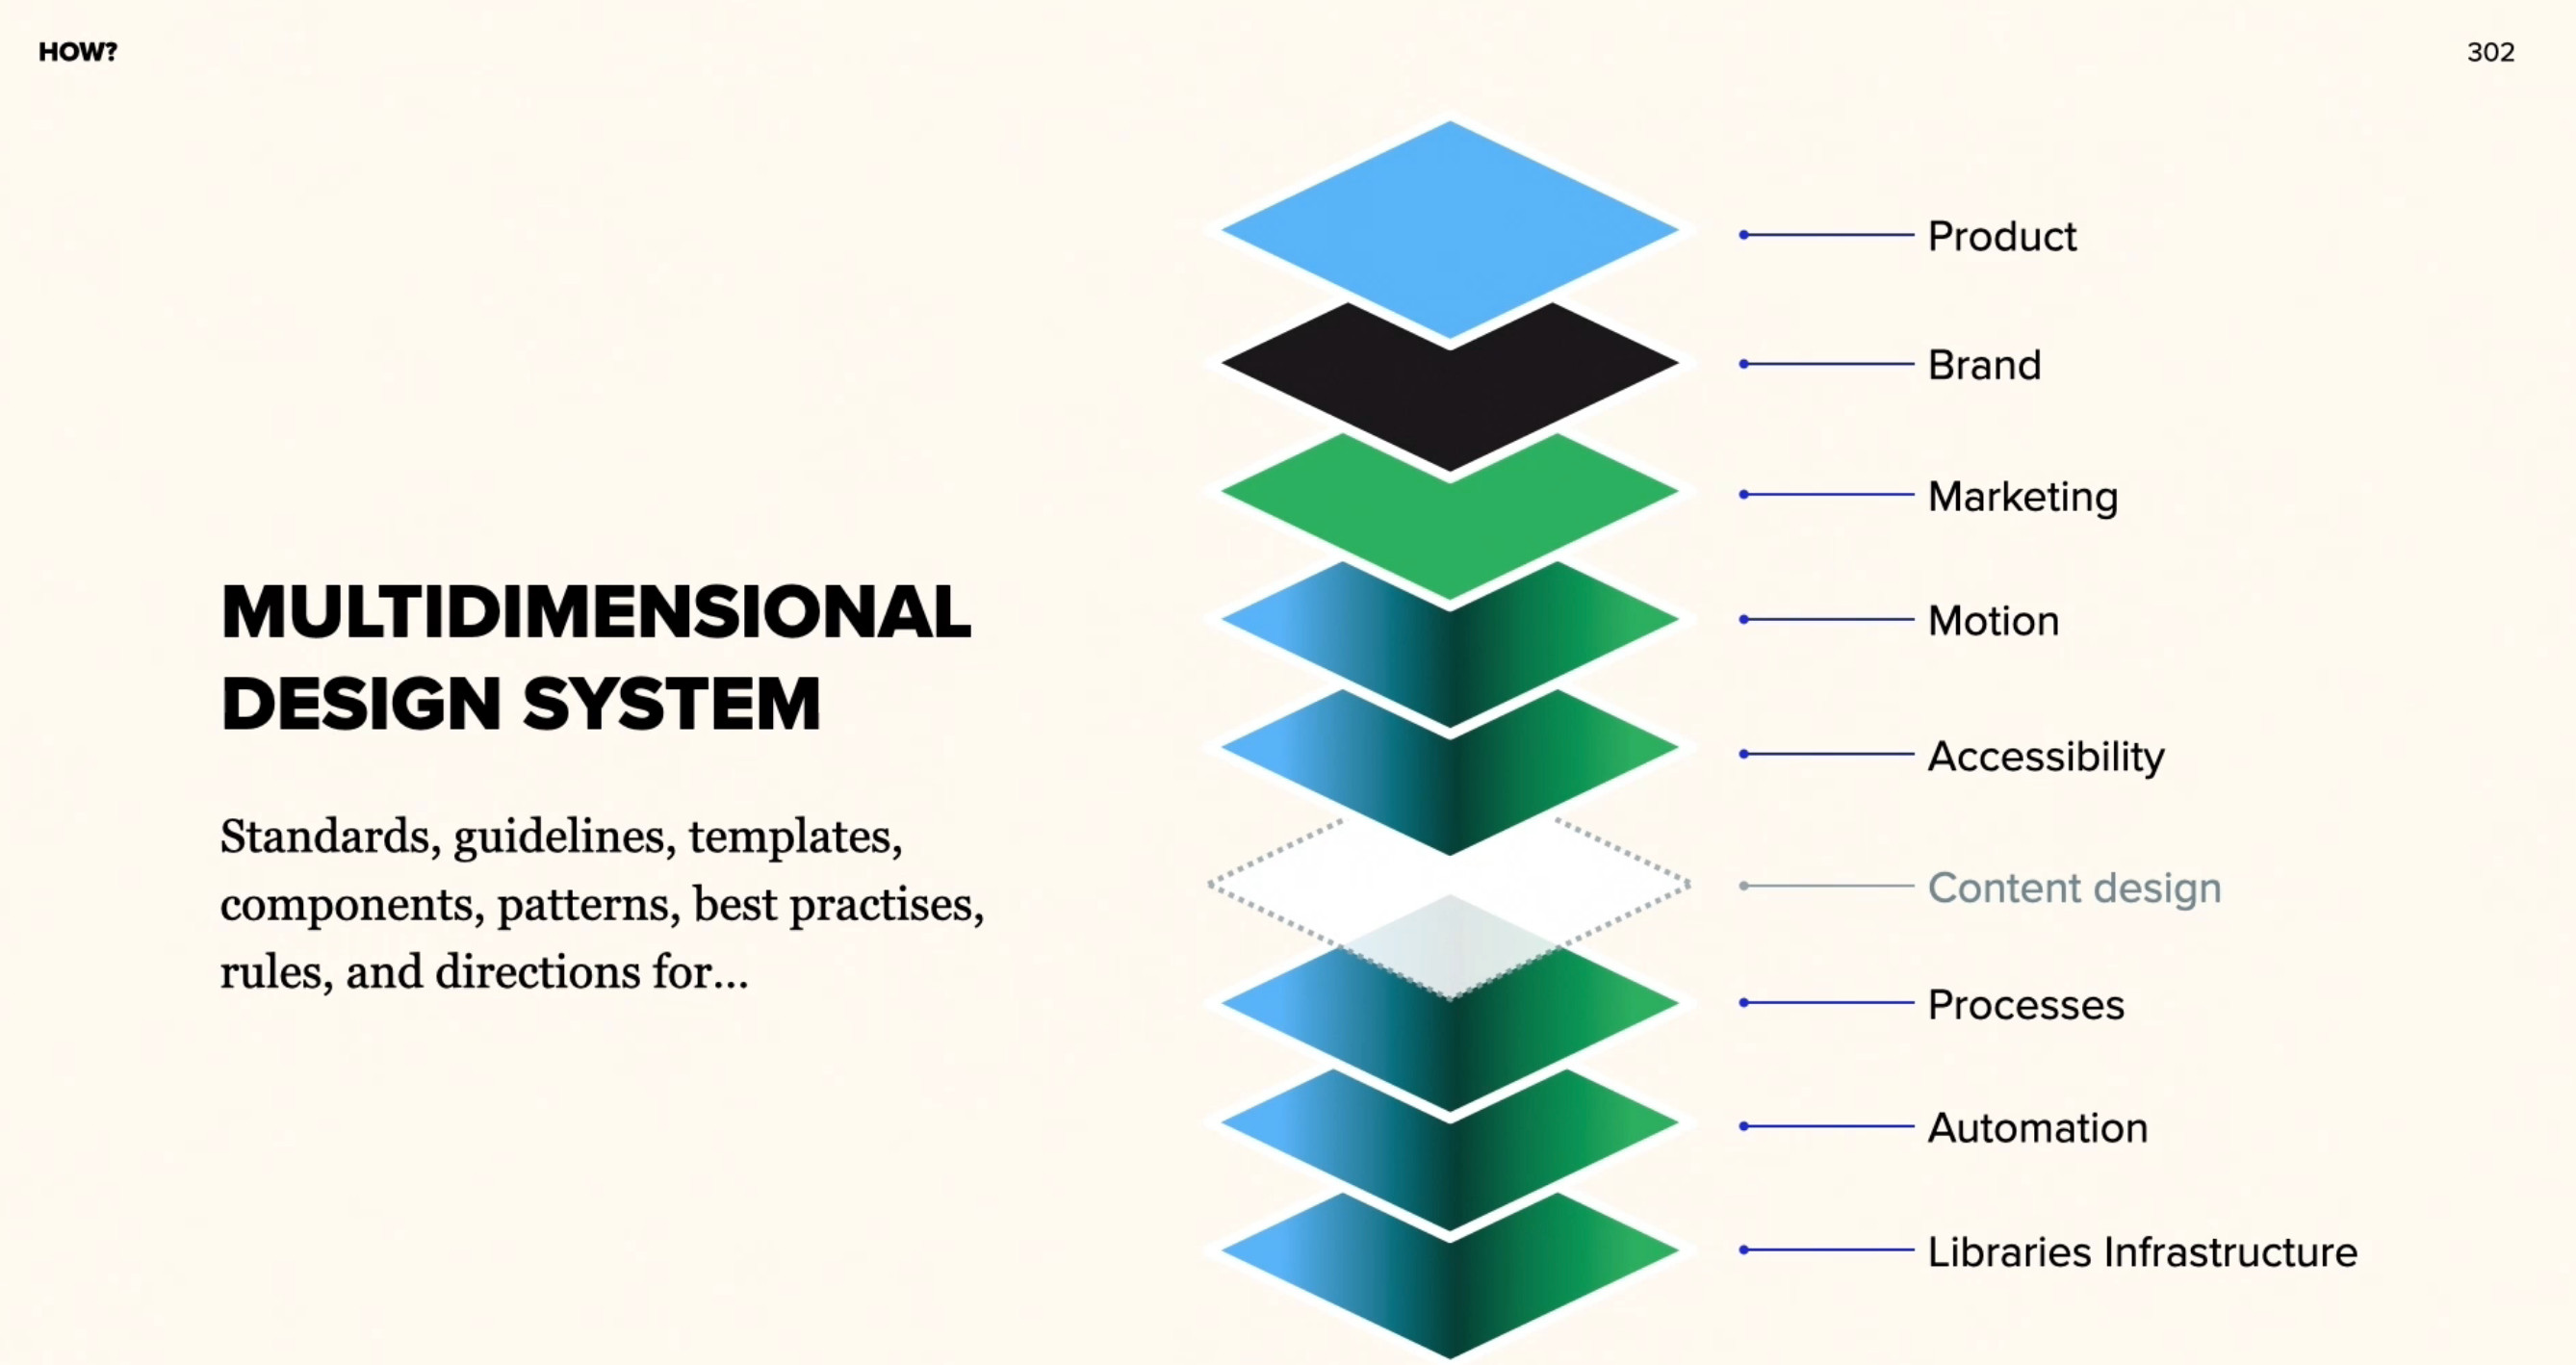 HOW?
302
MULTIDIMENSIONAL
DESIGN SYSTEM
Standards, guidelines, templates,
components, patterns, best practises,
rules, and directions for...
Product
Brand
Marketing
Motion
Accessibility
Content design
Processes
Automation
Libraries Infrastructure